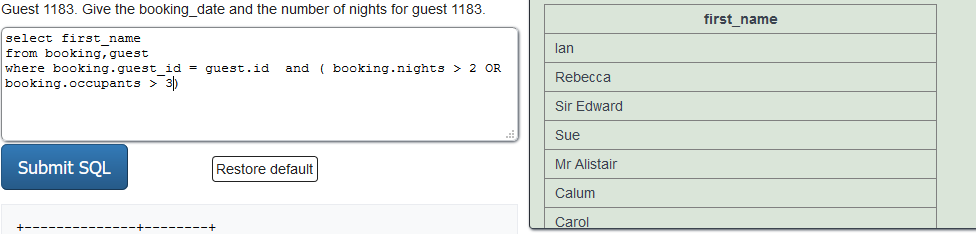 Guest 1183. Give the booking_date and the number of nights for guest 1183.
select first_name
from booking,guest
where booking.guest_id = guest.id  and ( booking.nights > 2 OR
booking.occupants > 3)
Submit SQL
Restore default
+--------------+--------+
first_name
Ian
Rebecca
Sir Edward
Sue
Mr Alistair
Calum
Carol